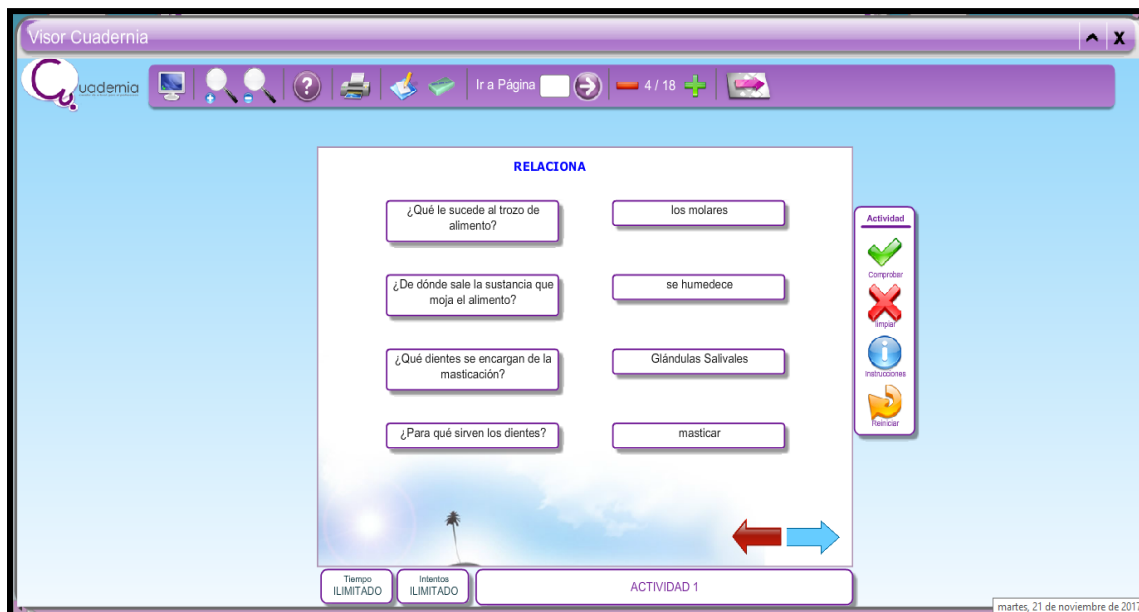 Visor Cuadernia
X
uadernia
Ir a Página
4 / 18
RELACIONA
¿Qué le sucede al trozo de
alimento?
los molares
¿De dónde sale la sustancia que
moja el alimento?
se humedece
¿Qué dientes se encargan de la
masticación?
Glándulas Salivales
¿Para qué sirven los dientes?
masticar
Actividad
Comprobar
limpiar
Instrucciones
Reiniciar
Tiempo
ILIMITADO
Intentos
ILIMITADO
ACTIVIDAD 1
martes, 21 de noviembre de 2017